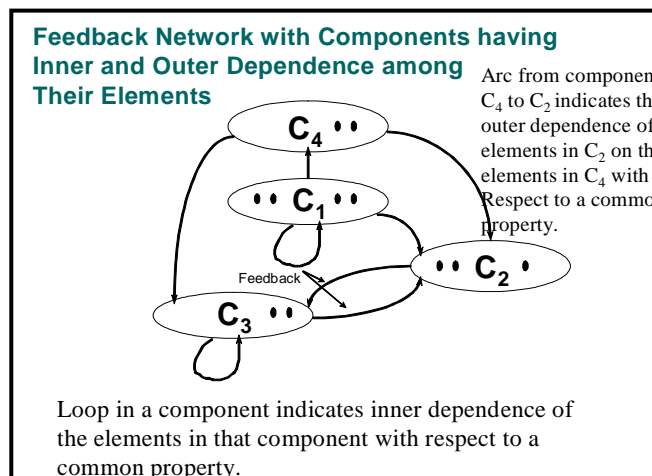 Feedback Network with Components having
Inner and Outer Dependence among
Their Elements
Arc from componen
C4 to C2 indicates th
outer dependence of
elements in C2 on th
elements in C4 with
Respect to a commo
property.
C4
C1
Feedback
C2
C3
Loop in a component indicates inner dependence of
the elements in that component with respect to a
common property.